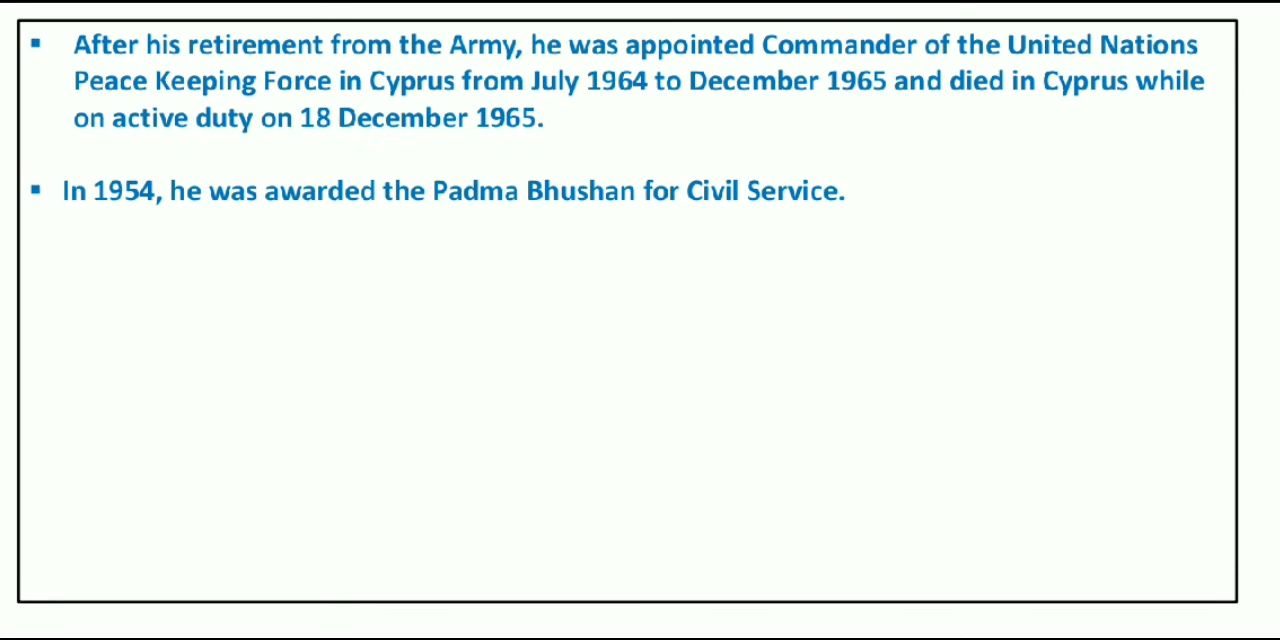 ▪ After his retirement from the Army, he was appointed Commander of the United Nations
Peace Keeping Force in Cyprus from July 1964 to December 1965 and died in Cyprus while
on active duty on 18 December 1965.
▪ In 1954, he was awarded the Padma Bhushan for Civil Service.